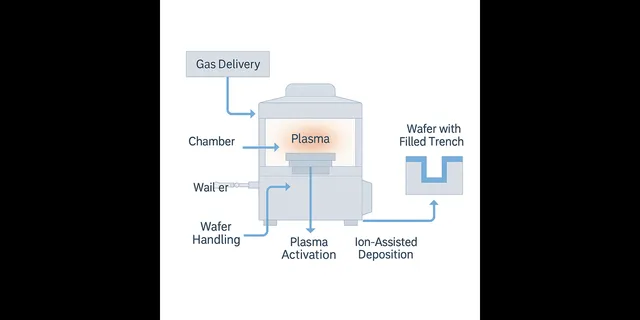 Gas Delivery
Plasma
Chamber
Wafer with
Filled Trench
Wail er
Wafer
Handling
Plasma
Activation
Ion-Assisted
Deposition